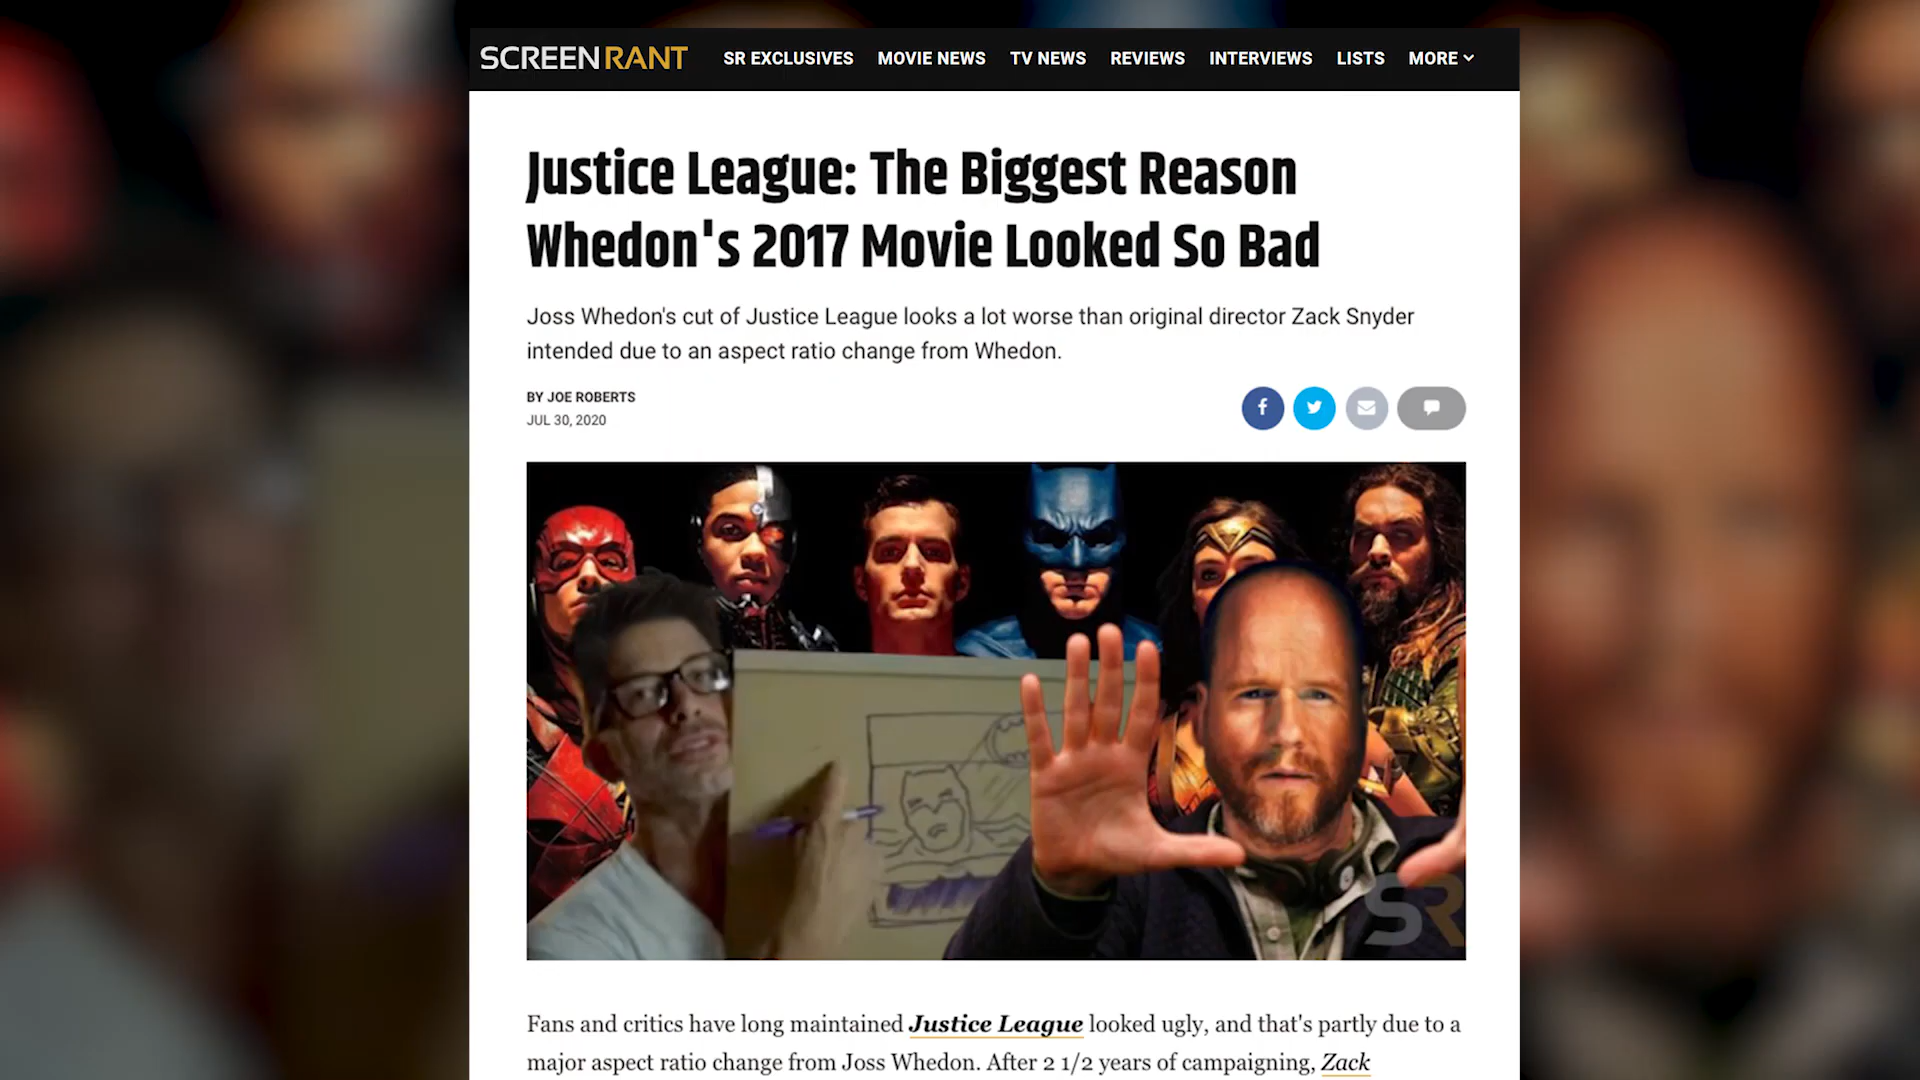 SCREENRANT SR EXCLUSIVES MOVIE NEWS TV NEWS REVIEWS INTERVIEWS LISTS MORE
Justice League: The Biggest Reason
Whedon's 2017 Movie Looked So Bad
Joss Whedon's cut of Justice League looks a lot worse than original director Zack Snyder
intended due to an aspect ratio change from Whedon.
BY JOE ROBERTS
JUL 30, 2020
SR
Fans and critics have long maintained Justice League looked ugly, and that's partly due to a
major aspect ratio change from Joss Whedon. After 2 1/2 years of campaigning, Zack